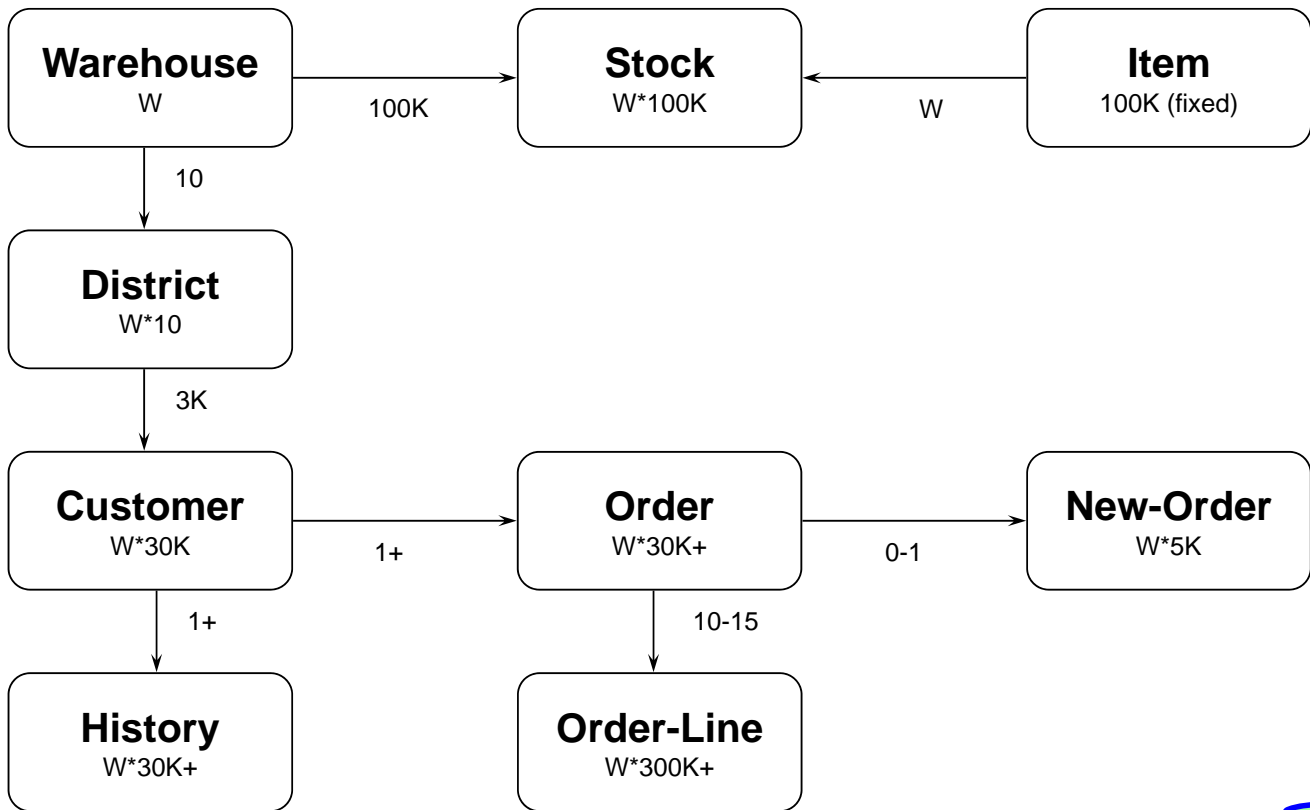 Warehouse
W
100K
Stock
W*100K
W
Item
100K (fixed)
10
District
W*10
3K
Customer
W*30K
1+
Order
W*30K+
0-1
New-Order
W*5K
1+
10-15
History
W*30K+
Order-Line
W*300K+